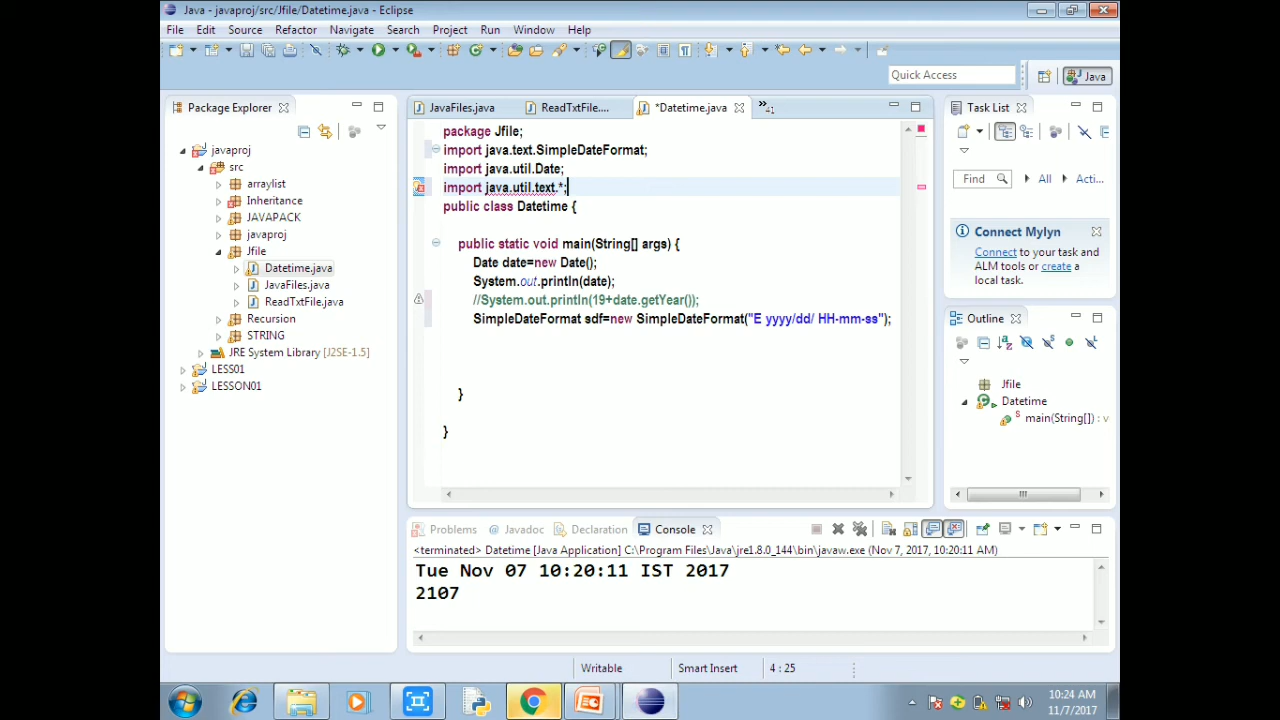 Java - javaproj/src/Jfile/Datetime.java - Eclipse
File Edit Source Refactor Navigate Search Project Run Window Help
Quick Access
Java
Package Explorer
javaproj
src
arraylist
Inheritance
JAVAPACK
javaproj
Jfile
Datetime.java
JavaFiles.java
ReadTxtFile.java
Recursion
STRING
JRE System Library [J2SE-1.5]
LESS01
LESSON01
JavaFiles.java ReadTxtFile.... *Datetime.java »41
package Jfile;
import java.text.SimpleDateFormat;
import java.util.Date;
import java.util.text.*;
public class Datetime {
public static void main(String[] args) {
Date date=new Date();
System.out.println(date);
//System.out.println(19+date.getYear());
SimpleDateFormat sdf=new SimpleDateFormat("E yyyy/dd/ HH-mm-ss");
}
}
Task List
Find All Acti...
Connect Mylyn
Connect to your task and
ALM tools or create a
local task.
Outline
Jfile
Datetime
main(String[]) : v
Problems Javadoc Declaration Console
<terminated> Datetime [Java Application] C:\Program Files\Java\jre1.8.0_144\bin\javaw.exe (Nov 7, 2017, 10:20:11 AM)
Tue Nov 07 10:20:11 IST 2017
2107
Writable Smart Insert 4 : 25
10:24 AM
11/7/2017